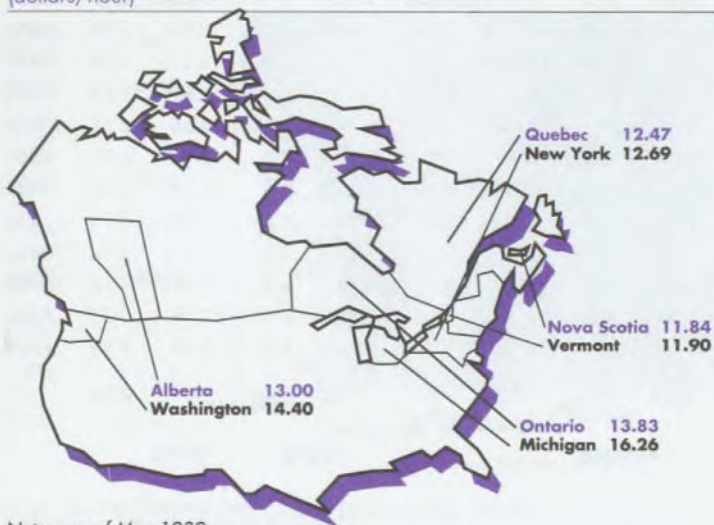 (dollars/hour)
Quebec 12.47
New York 12.69
Nova Scotia 11.84
Vermont 11.90
Alberta 13.00
Washington 14.40
Ontario 13.83
Michigan 16.26